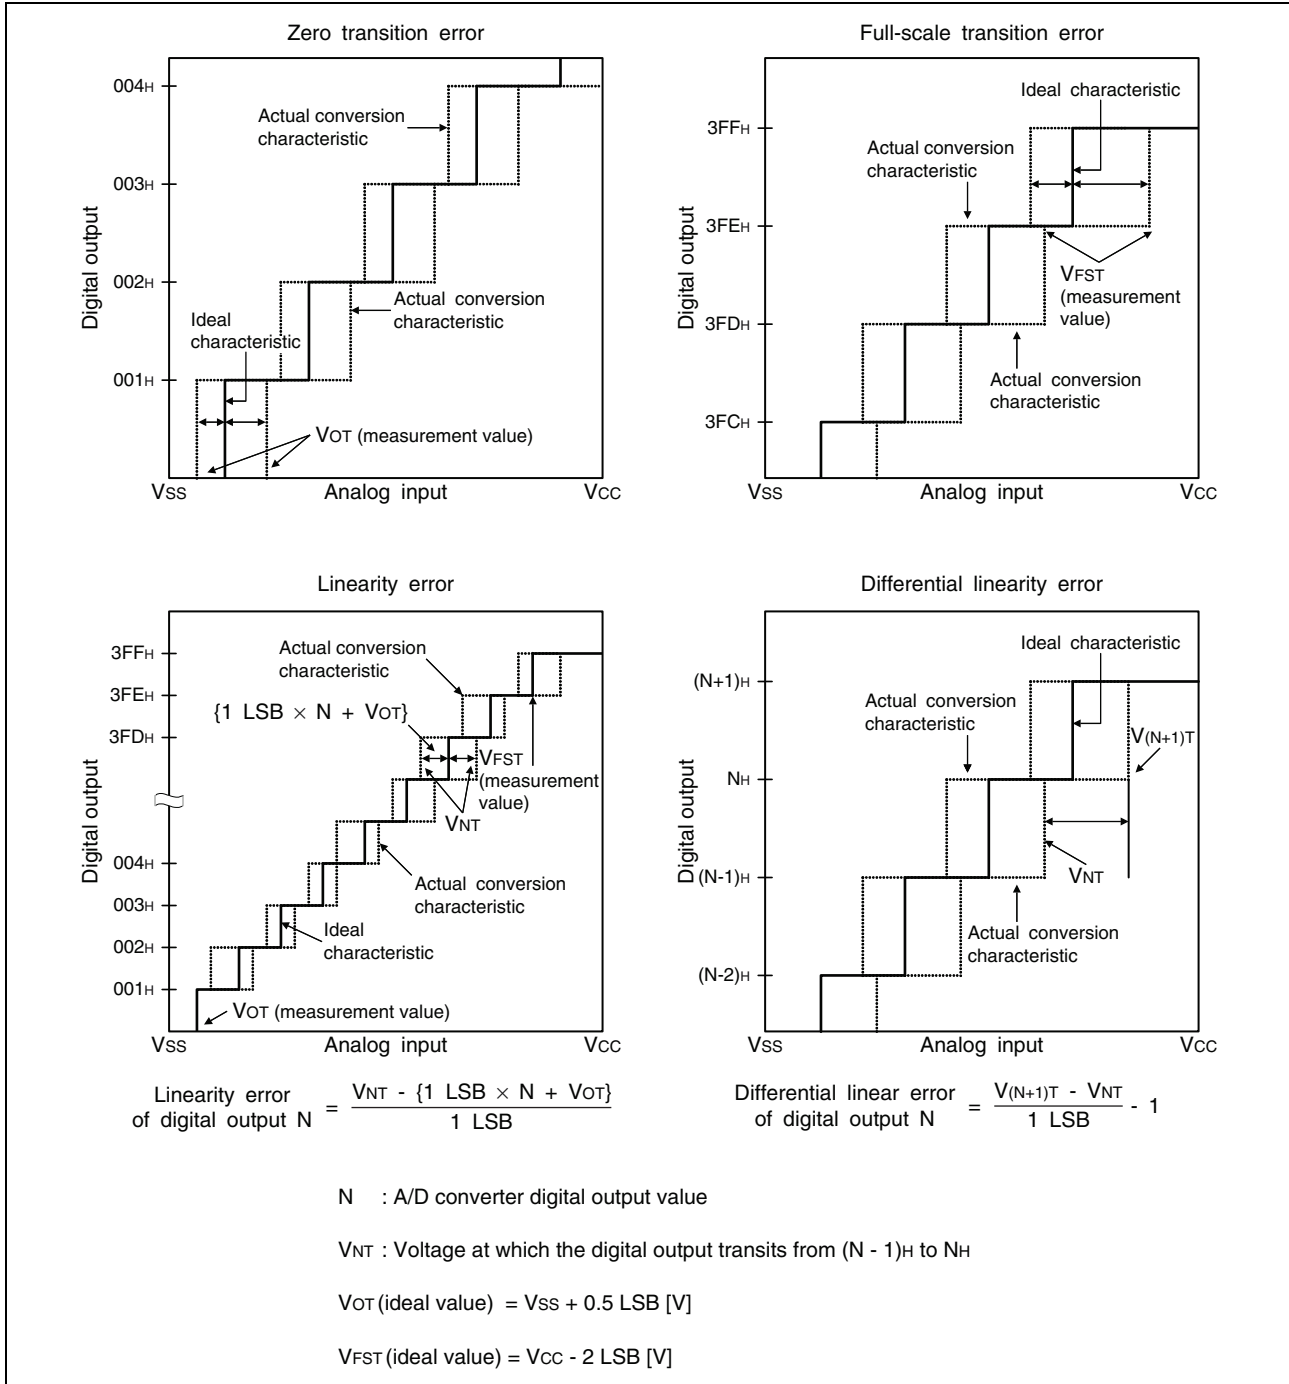 Zero transition error
004H
003H
002H
001H
Digital output
Actual conversion
characteristic
Actual conversion
characteristic
Ideal
characteristic
VOT (measurement value)
VSS
Analog input
VCC
Full-scale transition error
3FFH
3FEH
3FDH
3FCH
Digital output
Ideal characteristic
Actual conversion
characteristic
VFST
(measurement
value)
Actual conversion
characteristic
VSS
Analog input
VCC
Linearity error
3FFH
3FEH
3FDH
004H
003H
002H
001H
Digital output
Actual conversion
characteristic
{1 LSB × N + VOT}
VFST
(measurement
value)
VNT
Actual conversion
characteristic
Ideal
characteristic
VOT (measurement value)
VSS
Analog input
VCC
Differential linearity error
(N+1)H
NH
(N-1)H
(N-2)H
Digital output
Ideal characteristic
Actual conversion
characteristic
V(N+1)T
VNT
Actual conversion
characteristic
VSS
Analog input
VCC
Linearity error
of digital output N
=
VNT - {1 LSB × N + VOT}
1 LSB
Differential linear error
of digital output N
=
V(N+1)T - VNT
1 LSB
- 1
N : A/D converter digital output value
VNT : Voltage at which the digital output transits from (N - 1)H to NH
VOT (ideal value) = VSS + 0.5 LSB [V]
VFST (ideal value) = VCC - 2 LSB [V]